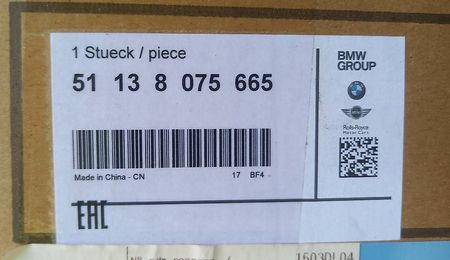 1 Stueck / piece
51 13 8 075 665
BMW
GROUP
Rolls-Royce
Motor Cars
Made in China - CN 17 BF4
EAC
1603DL04